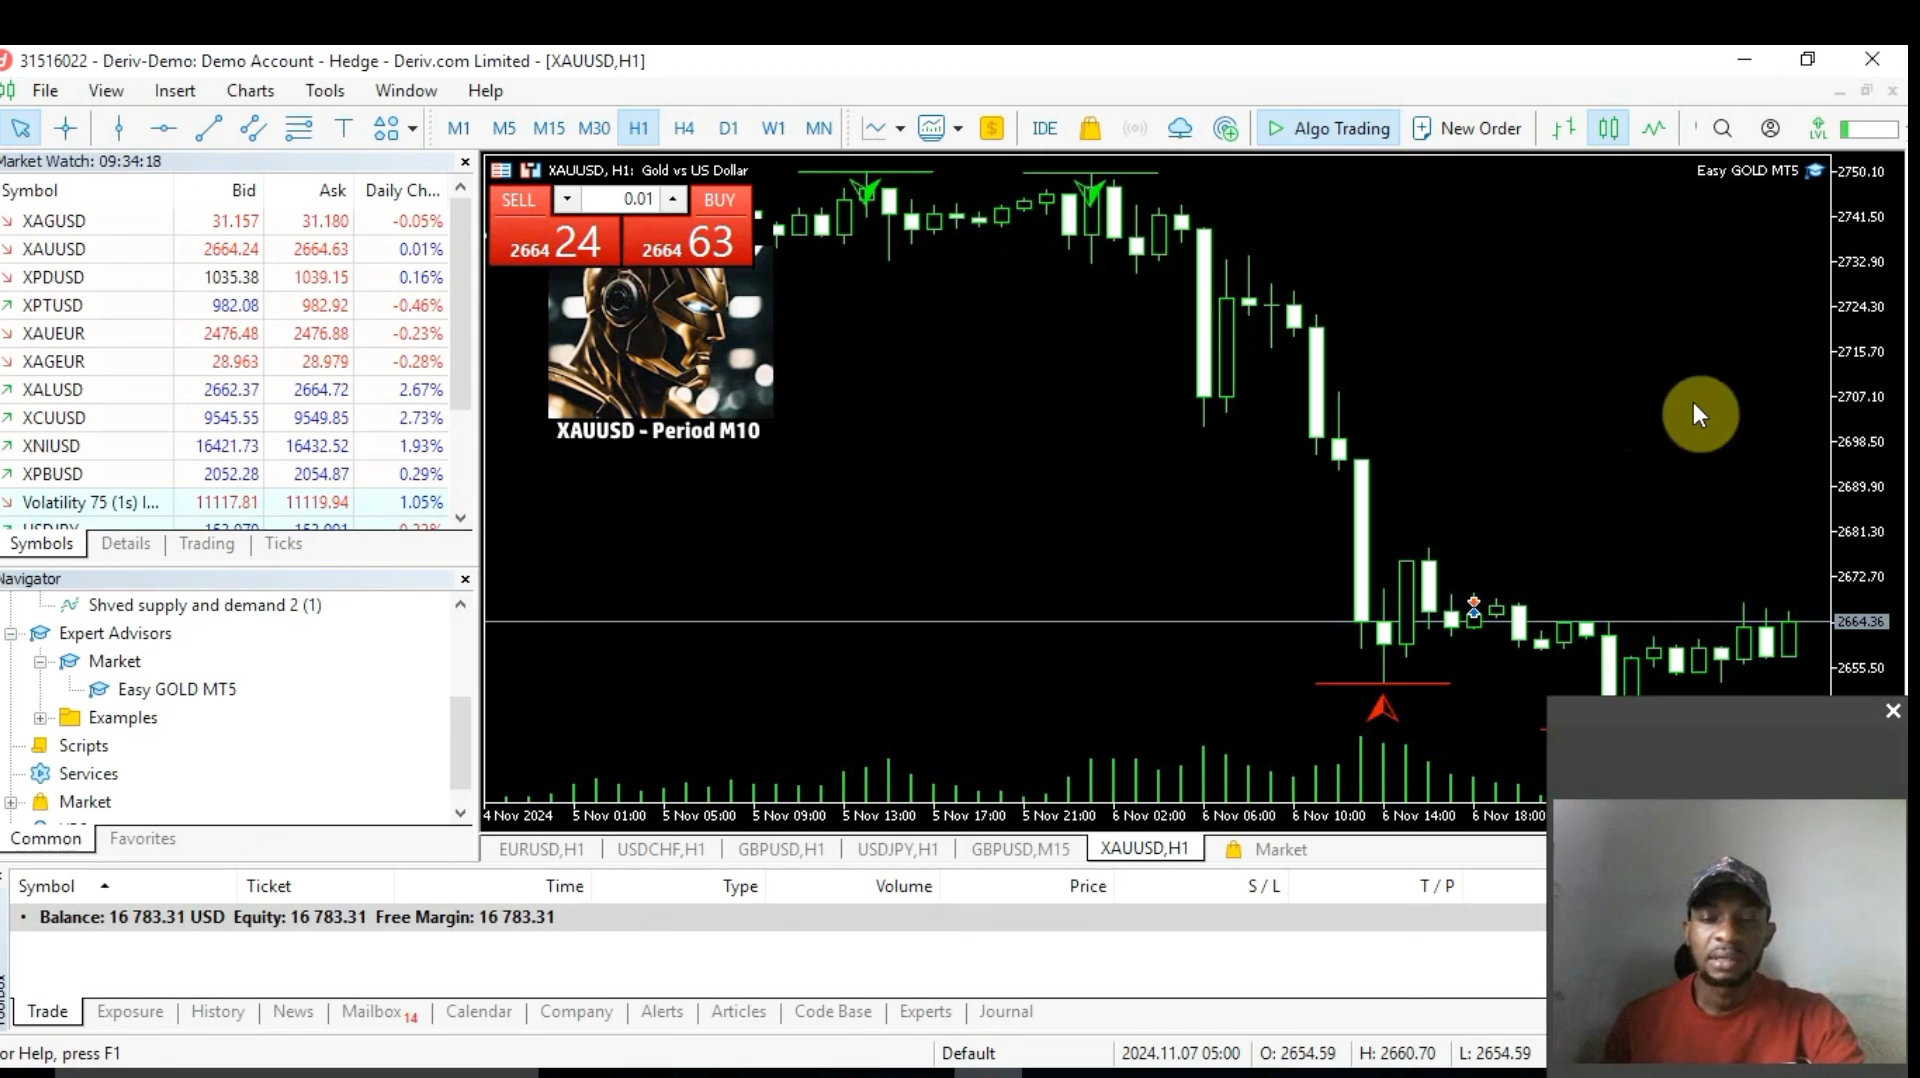 31516022 - Deriv-Demo: Demo Account - Hedge - Deriv.com Limited - [XAUUSD,H1]
File View Insert Charts Tools Window Help
M1 M5 M15 M30 H1 H4 D1 W1 MN IDE Algo Trading New Order LVL
Market Watch: 09:34:18
Symbol Bid Ask Daily Ch...
XAGUSD 31.157 31.180 -0.05%
XAUUSD 2664.24 2664.63 0.01%
XPDUSD 1035.38 1039.15 0.16%
XPTUSD 982.08 982.92 -0.46%
XAUEUR 2476.48 2476.88 -0.23%
XAGEUR 28.963 28.979 -0.28%
XALUSD 2662.37 2664.72 2.67%
XCUUSD 9545.55 9549.85 2.73%
XNIUSD 16421.73 16432.52 1.93%
XPBUSD 2052.28 2054.87 0.29%
Volatility 75 (1s) I... 11117.81 11119.94 1.05%
Symbols Details Trading Ticks
Navigator
Shved supply and demand 2 (1)
Expert Advisors
Market
Easy GOLD MT5
Examples
Scripts
Services
Market
Common Favorites
XAUUSD, H1: Gold vs US Dollar
Easy GOLD MT5
SELL 0.01 BUY
2664 24 2664 63
XAUUSD - Period M10
2750.10
2741.50
2732.90
2724.30
2715.70
2707.10
2698.50
2689.90
2681.30
2672.70
2664.36
2655.50
4 Nov 2024 5 Nov 01:00 5 Nov 05:00 5 Nov 09:00 5 Nov 13:00 5 Nov 17:00 5 Nov 21:00 6 Nov 02:00 6 Nov 06:00 6 Nov 10:00 6 Nov 14:00 6 Nov 18:00
EURUSD,H1 USDCHF,H1 GBPUSD,H1 USDJPY,H1 GBPUSD,M15 XAUUSD,H1 Market
Symbol Ticket Time Type Volume Price S / L T / P
Balance: 16 783.31 USD Equity: 16 783.31 Free Margin: 16 783.31
Trade Exposure History News Mailbox 14 Calendar Company Alerts Articles Code Base Experts Journal
or Help, press F1 Default 2024.11.07 05:00 O: 2654.59 H: 2660.70 L: 2654.59